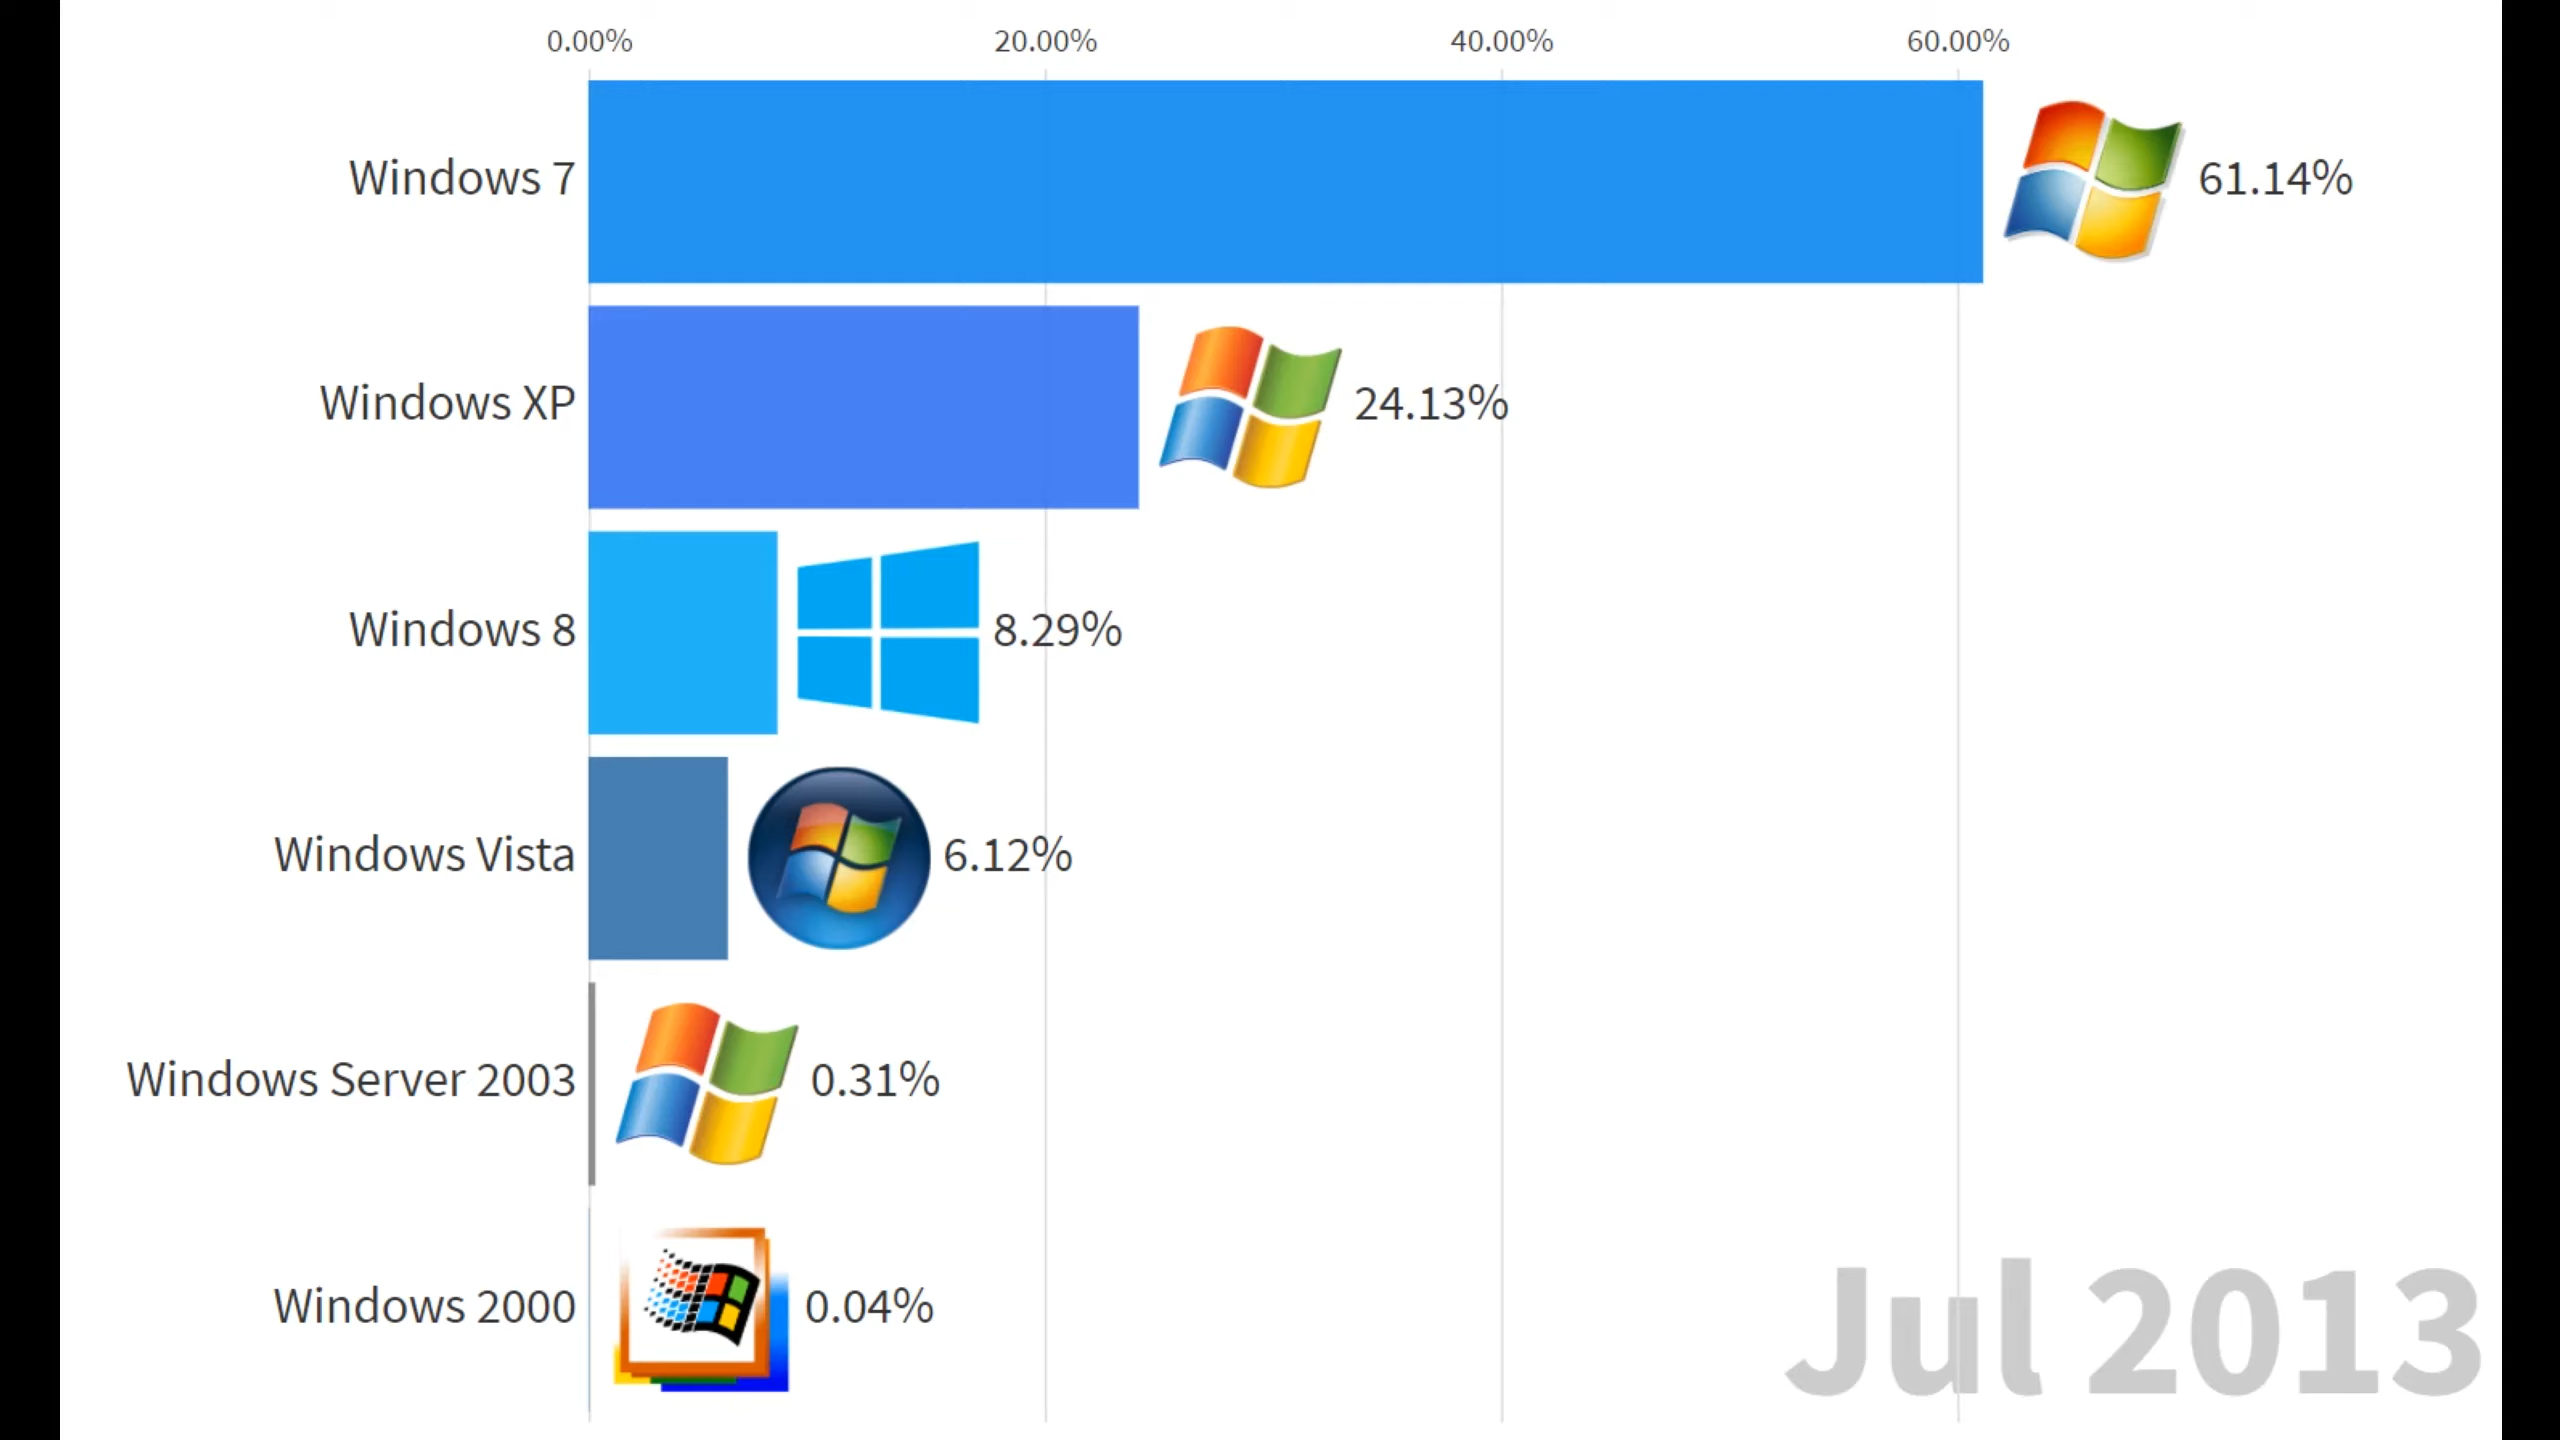 0.00% 20.00% 40.00% 60.00%
Windows 7 61.14%
Windows XP 24.13%
Windows 8 8.29%
Windows Vista 6.12%
Windows Server 2003 0.31%
Windows 2000 0.04%
Jul 2013